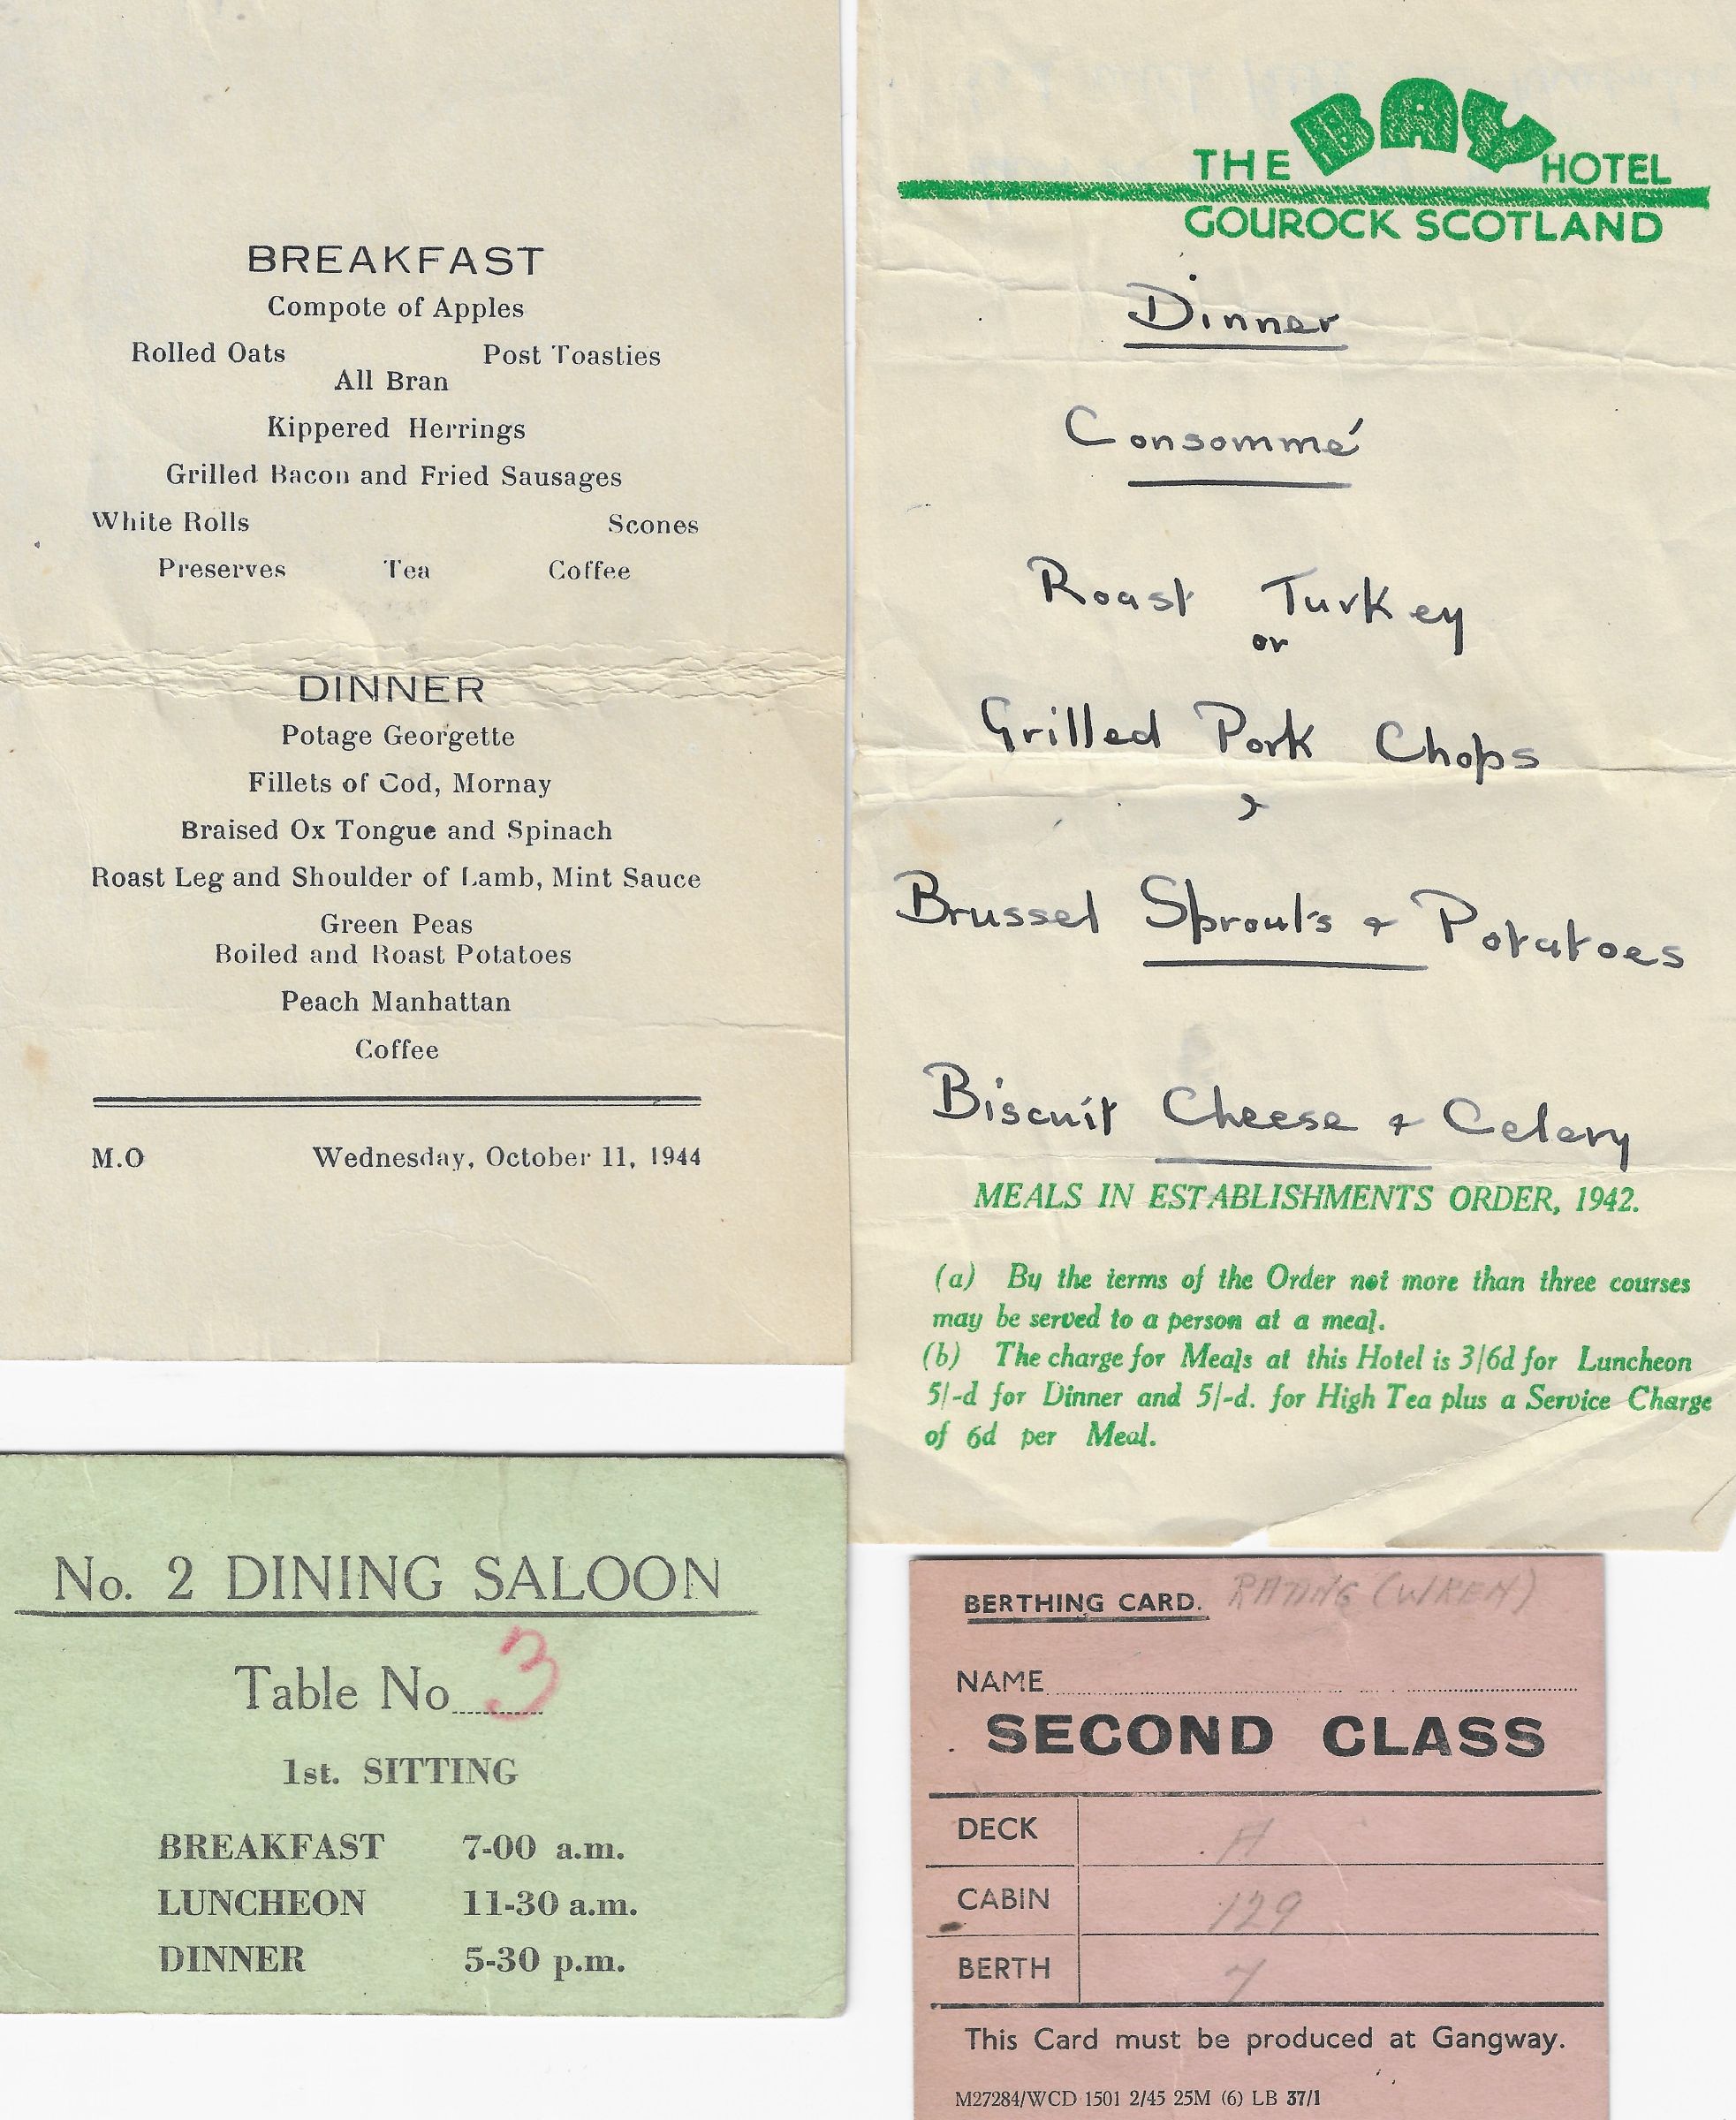 BREAKFAST
Compote of Apples
Rolled Oats Post Toasties
All Bran
Kippered Herrings
Grilled Bacon and Fried Sausages
White Rolls Scones
Preserves Tea Coffee
DINNER
Potage Georgette
Fillets of Cod, Mornay
Braised Ox Tongue and Spinach
Roast Leg and Shoulder of Lamb, Mint Sauce
Green Peas
Boiled and Roast Potatoes
Peach Manhattan
Coffee
M.O Wednesday, October 11, 1944
THE BAY HOTEL
GOUROCK SCOTLAND
Dinner
Consommé
Roast Turkey
or
Grilled Pork Chops
Brussel Sprouts & Potatoes
Biscuit Cheese & Celery
MEALS IN ESTABLISHMENTS ORDER, 1942.
(a) By the terms of the Order not more than three courses
may be served to a person at a meal.
(b) The charge for Meals at this Hotel is 3/6d for Luncheon
5/-d for Dinner and 5/-d. for High Tea plus a Service Charge
of 6d per Meal.
No. 2 DINING SALOON
Table No 3
1st. SITTING
BREAKFAST 7-00 a.m.
LUNCHEON 11-30 a.m.
DINNER 5-30 p.m.
BERTHING CARD. RATING (WREN)
NAME
SECOND CLASS
DECK A
CABIN 129
BERTH 7
This Card must be produced at Gangway.
M27284/WCD 1501 2/45 25M (6) LB 37/1